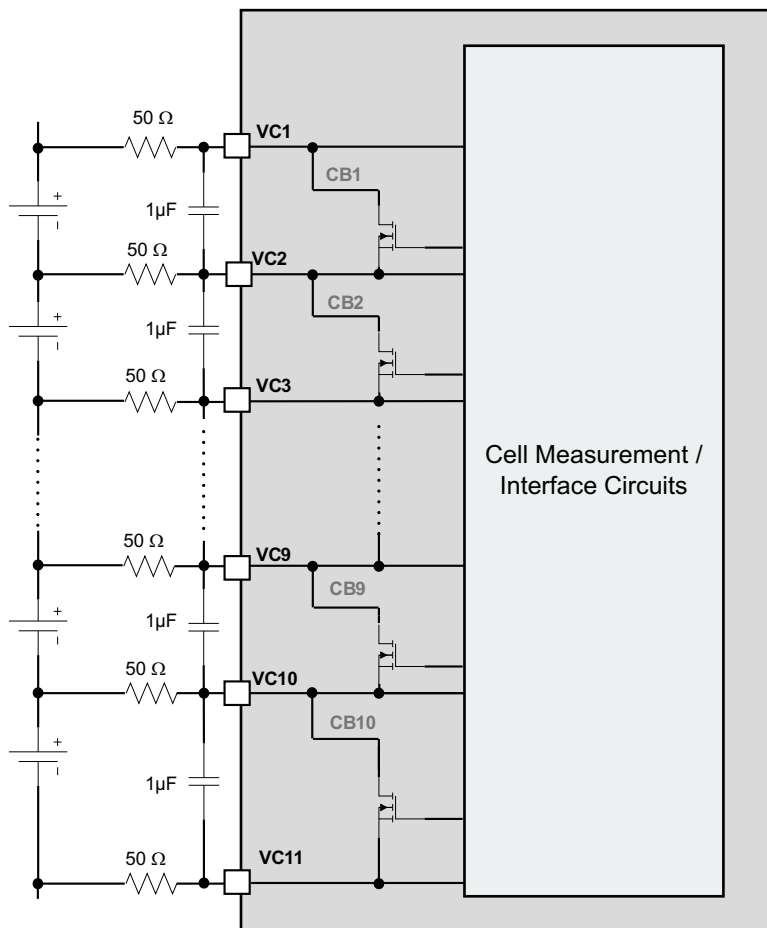 50 Ω
VC1
CB1
1µF
50 Ω
VC2
CB2
1µF
50 Ω
VC3
Cell Measurement /
Interface Circuits
50 Ω
VC9
CB9
1µF
50 Ω
VC10
CB10
1µF
50 Ω
VC11